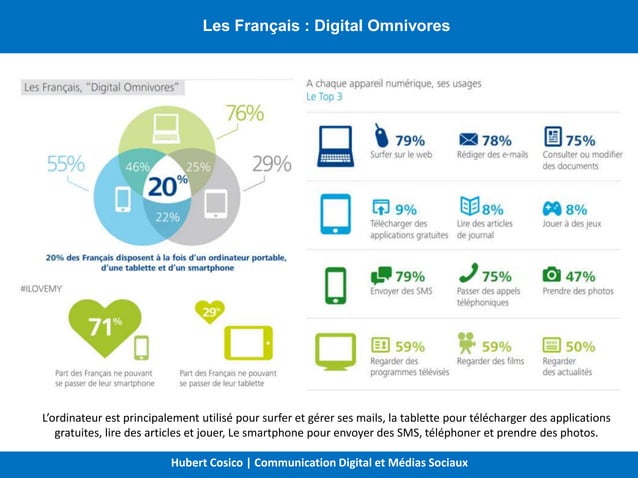 Les Français : Digital Omnivores
Les Français, “Digital Omnivores”
76%
55%
46%
25%
29%
20%
22%
20% des Français disposent à la fois d'un ordinateur portable,
d'une tablette et d'un smartphone
#ILOVEMY
71%
29%
Part des Français ne pouvant
se passer de leur smartphone
Part des Français ne pouvant
se passer de leur tablette
A chaque appareil numérique, ses usages
Le Top 3
79%
Surfer sur le web
78%
Rédiger des e-mails
75%
Consulter ou modifier
des documents
9%
Télécharger des
applications gratuites
8%
Lire des articles
de journal
8%
Jouer à des jeux
79%
Envoyer des SMS
75%
Passer des appels
téléphoniques
47%
Prendre des photos
59%
Regarder des
programmes télévisés
59%
Regarder des films
50%
Regarder
des actualités
L’ordinateur est principalement utilisé pour surfer et gérer ses mails, la tablette pour télécharger des applications
gratuites, lire des articles et jouer, Le smartphone pour envoyer des SMS, téléphoner et prendre des photos.
Hubert Cosico | Communication Digital et Médias Sociaux